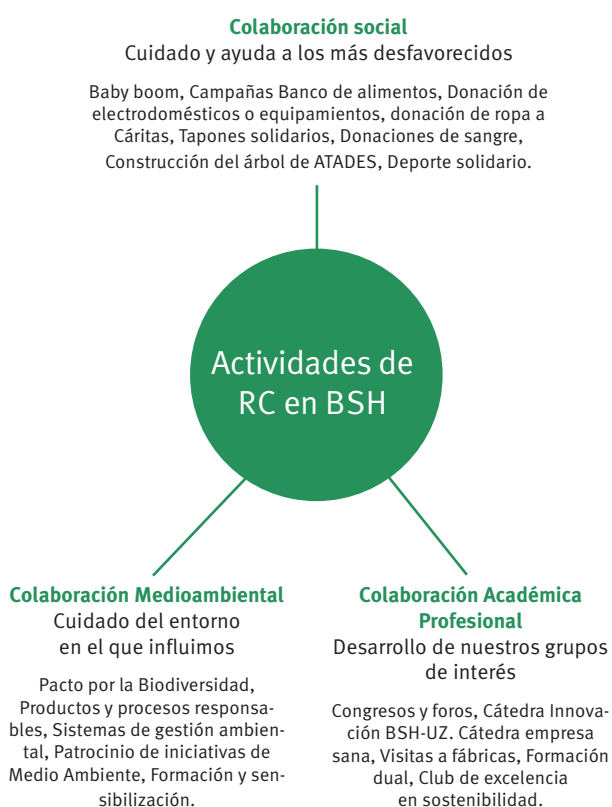 Colaboración social
Cuidado y ayuda a los más desfavorecidos
Baby boom, Campañas Banco de alimentos, Donación de
electrodomésticos o equipamientos, donación de ropa a
Cáritas, Tapones solidarios, Donaciones de sangre,
Construcción del árbol de ATADES, Deporte solidario.
Actividades de
RC en BSH
Colaboración Medioambiental
Cuidado del entorno
en el que influimos
Pacto por la Biodiversidad,
Productos y procesos responsa-
bles, Sistemas de gestión ambien-
tal, Patrocinio de iniciativas de
Medio Ambiente, Formación y sen-
sibilización.
Colaboración Académica
Profesional
Desarrollo de nuestros grupos
de interés
Congresos y foros, Cátedra Innova-
ción BSH-UZ. Cátedra empresa
sana, Visitas a fábricas, Formación
dual, Club de excelencia
en sostenibilidad.